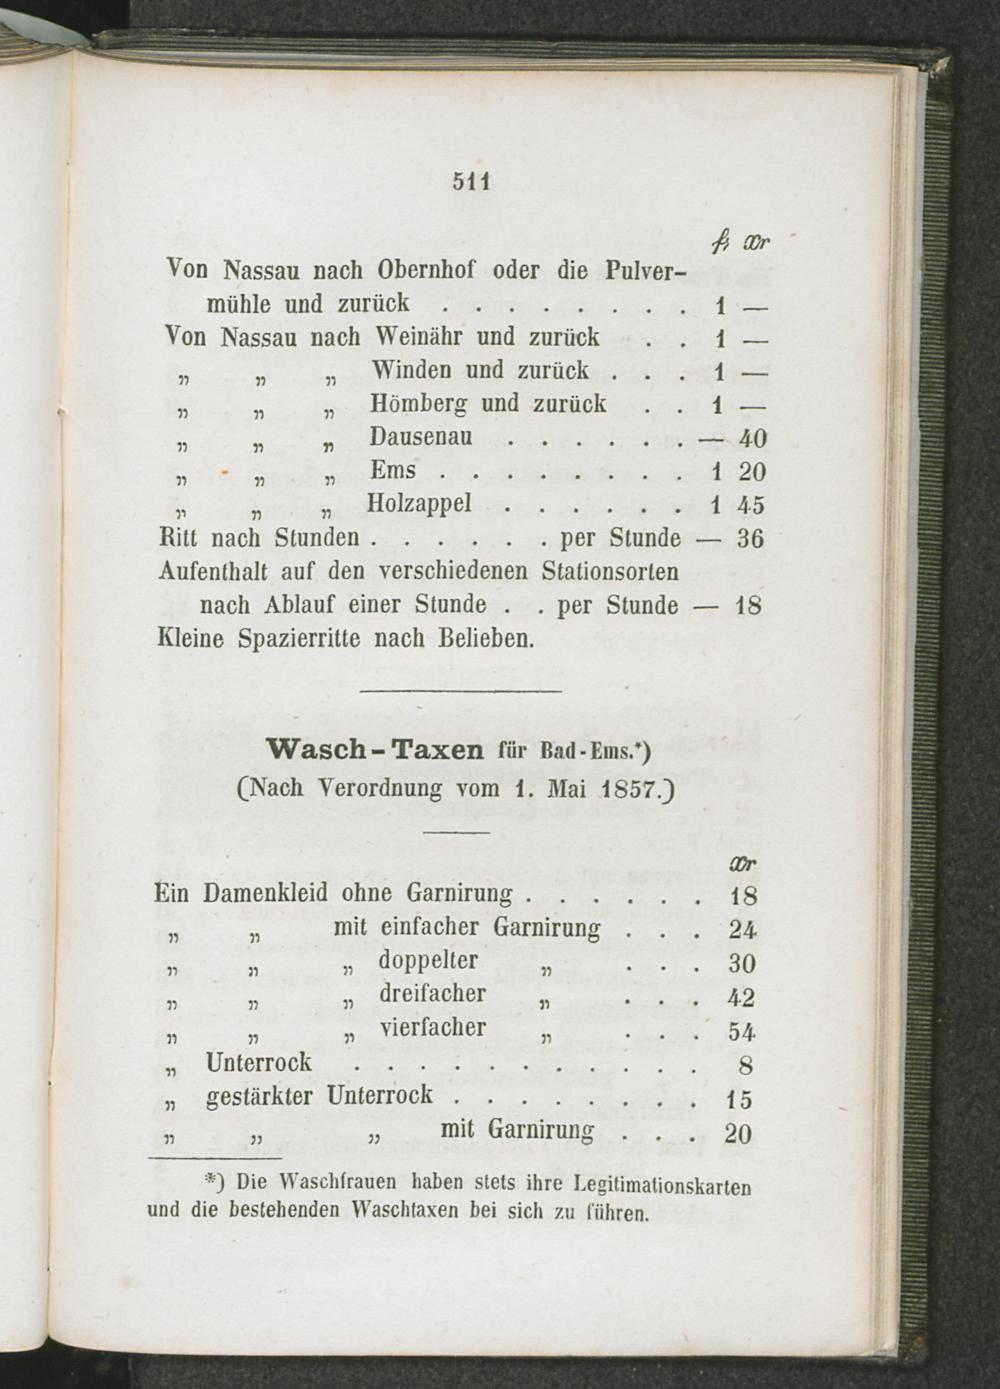 511
fl xr
Von Nassau nach Obernhof oder die Pulver-
mühle und zurück . . . . . . . . 1 —
Von Nassau nach Weinähr und zurück . . 1 —
„ „ „ Winden und zurück . . . 1 —
„ „ „ Hömberg und zurück . . 1 —
„ „ „ Dausenau . . . . . . — 40
„ „ „ Ems . . . . . . . . 1 20
„ „ „ Holzappel . . . . . . 1 45
Ritt nach Stunden . . . . . . per Stunde — 36
Aufenthalt auf den verschiedenen Stationsorten
nach Ablauf einer Stunde . . per Stunde — 18
Kleine Spazierritte nach Belieben.
Wasch-Taxen für Bad-Ems.*)
(Nach Verordnung vom 1. Mai 1857.)
xr
Ein Damenkleid ohne Garnirung . . . . . . 18
„ „ mit einfacher Garnirung . . . 24
„ „ „ doppelter „ . . . 30
„ „ „ dreifacher „ . . . 42
„ „ „ vierfacher „ . . . 54
„ Unterrock . . . . . . . . . . . 8
„ gestärkter Unterrock . . . . . . . . 15
„ „ „ mit Garnirung . . . 20
*) Die Waschfrauen haben stets ihre Legitimationskarten
und die bestehenden Waschtaxen bei sich zu führen.